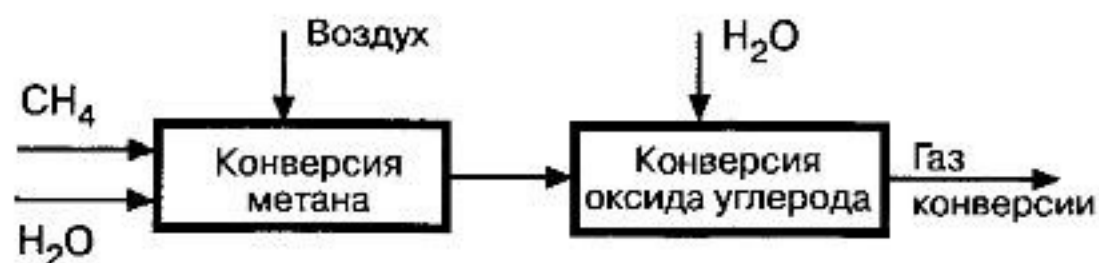 Воздух
H₂O
CH₄
Конверсия
метана
H₂O
Конверсия
оксида углерода
Газ
конверсии